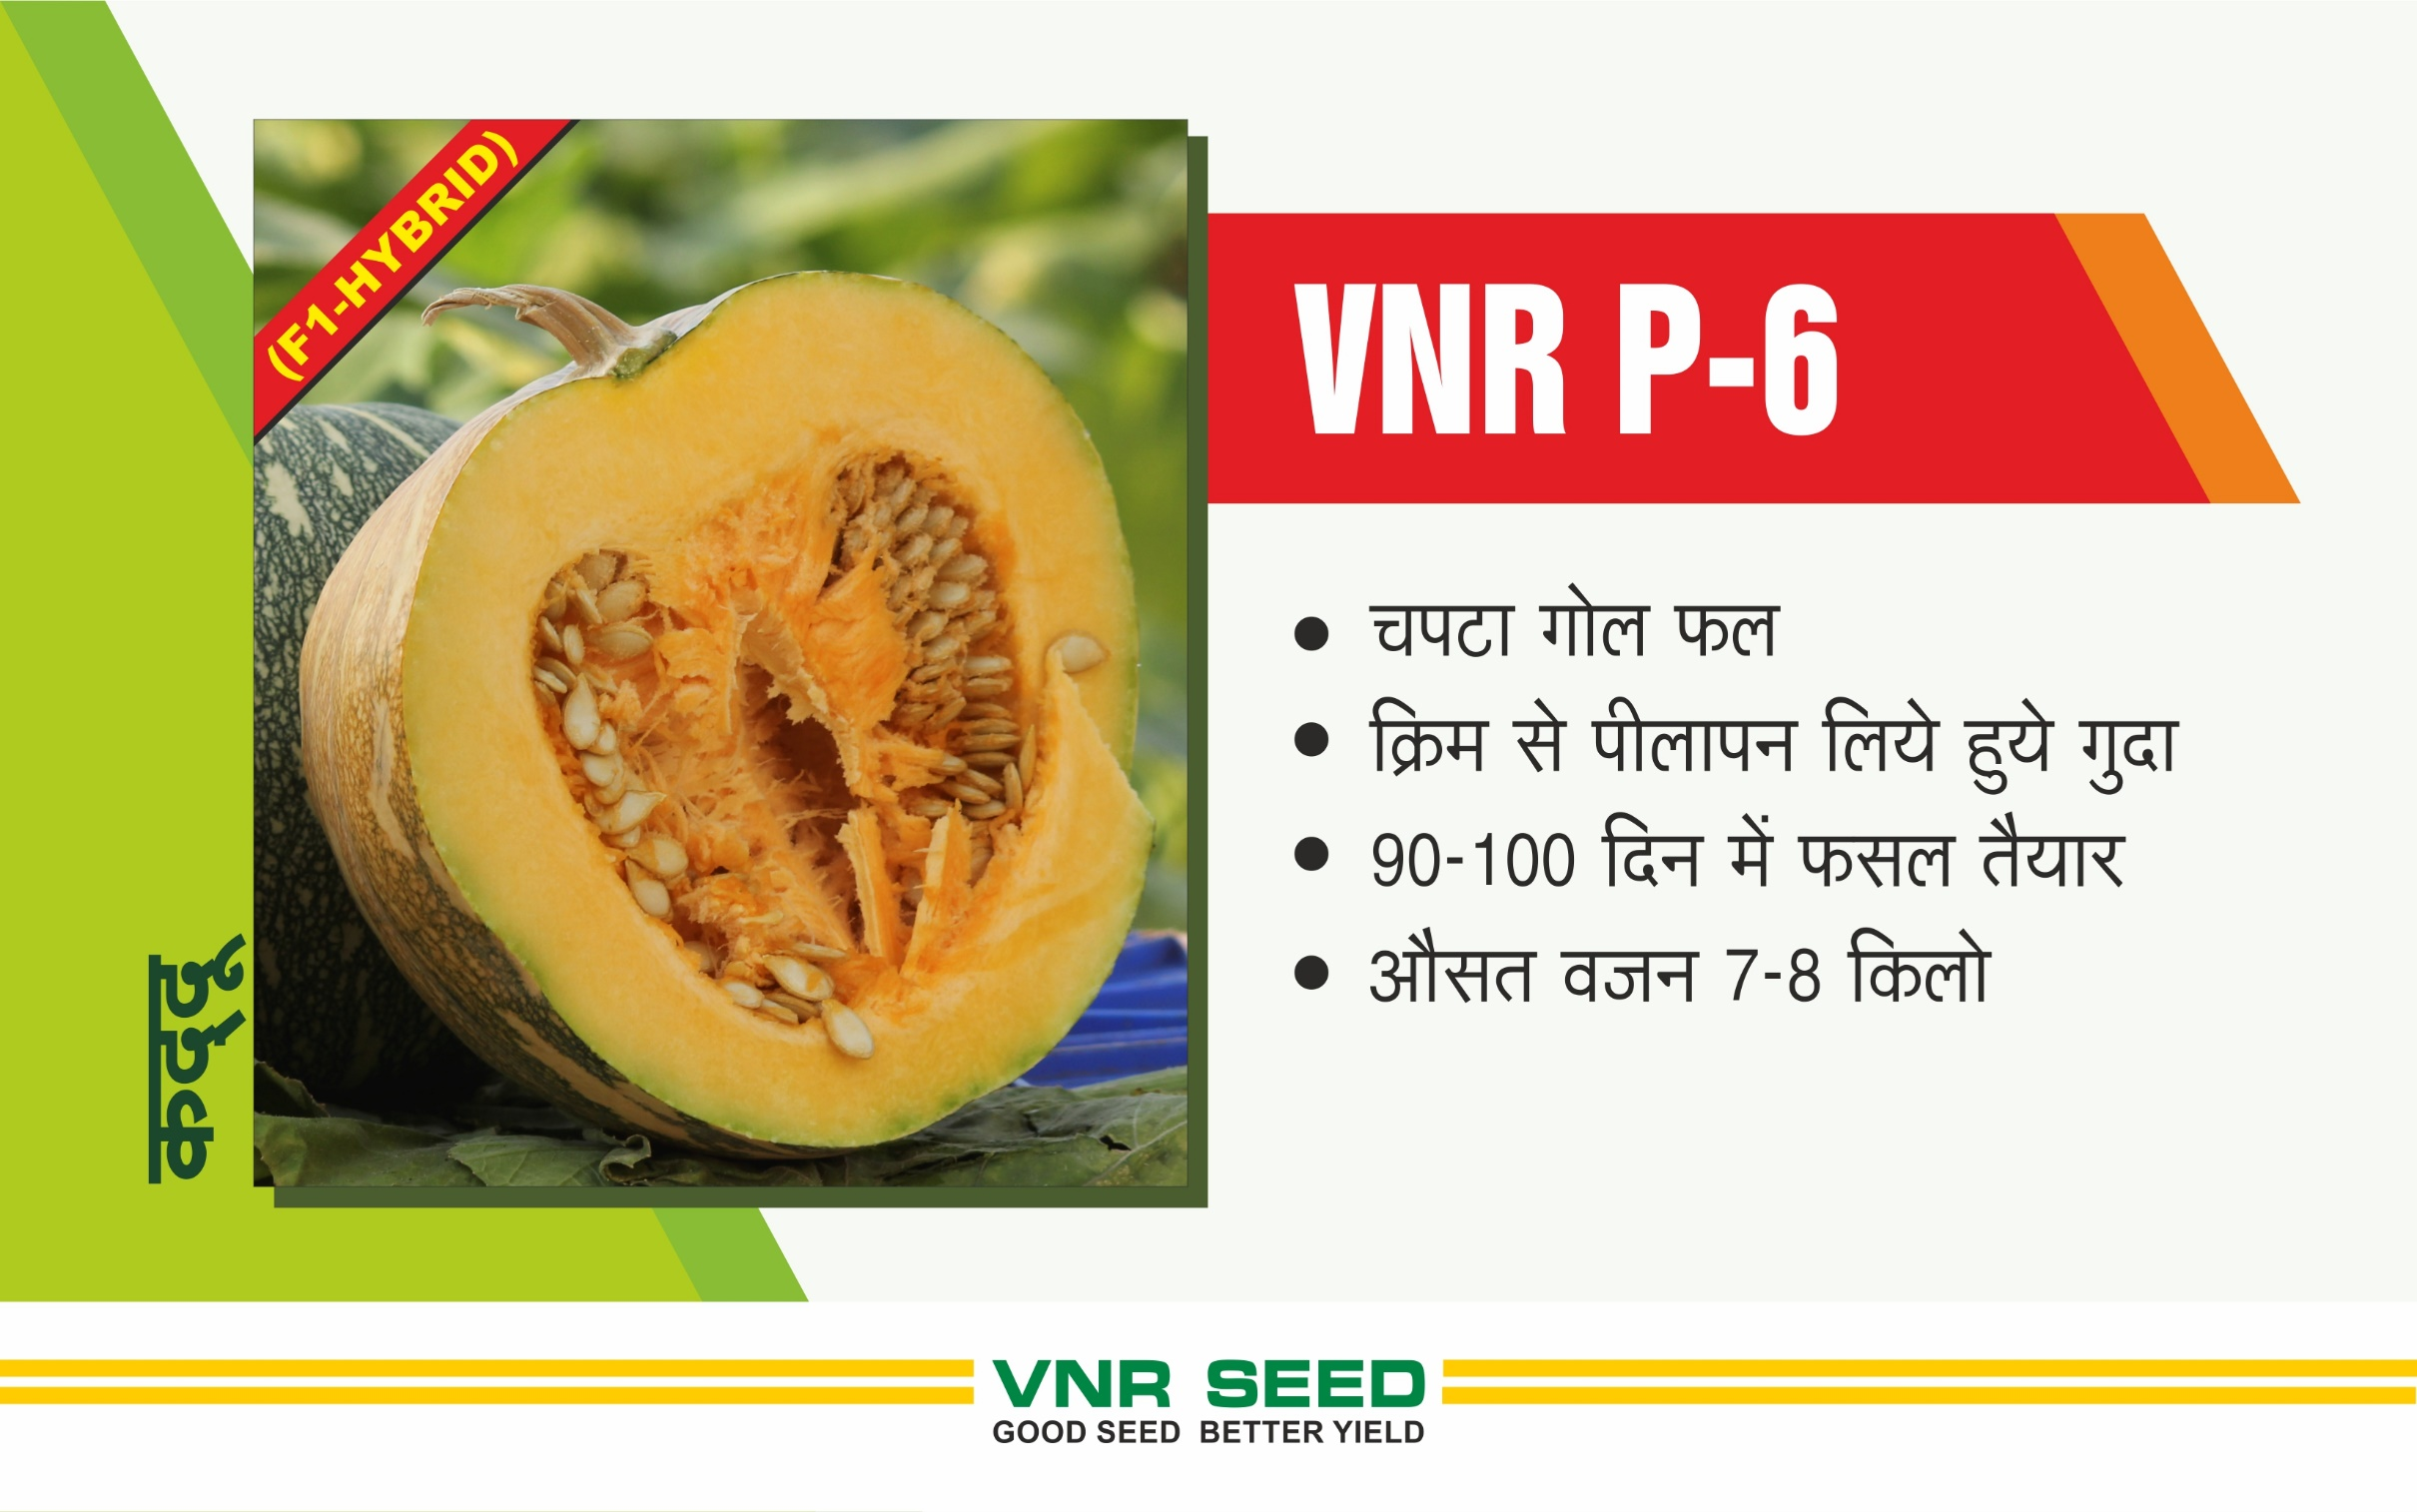 (F1-HYBRID)
VNR P-6
चपटा गोल फल
क्रिम से पीलापन लिये हुये गुदा
90-100 दिन में फसल तैयार
औसत वजन 7-8 किलो
कद्दू
VNR SEED
GOOD SEED BETTER YIELD